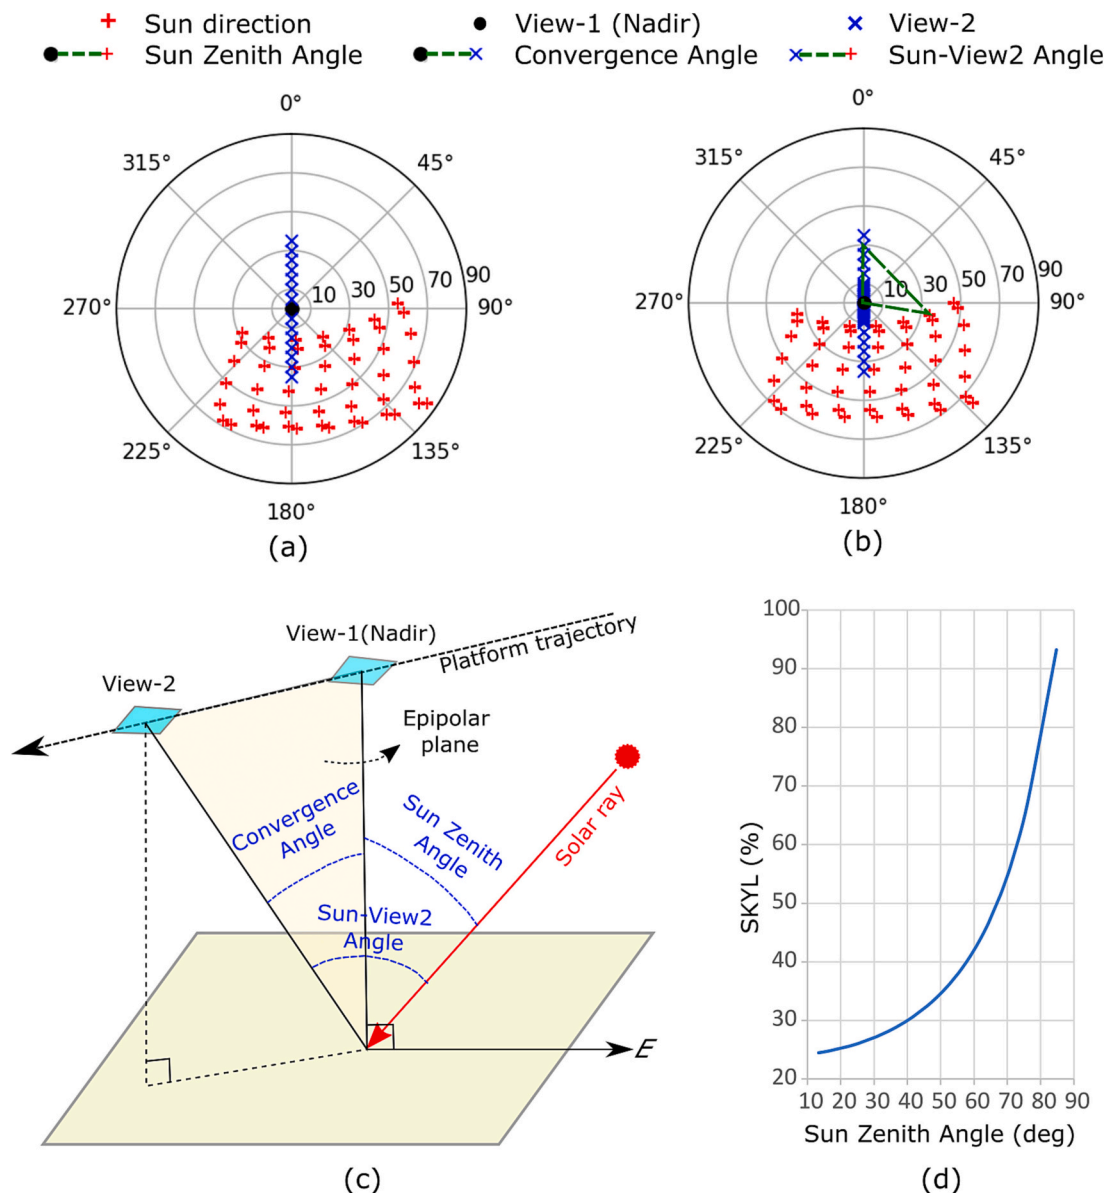 Sun direction View-1 (Nadir) View-2
Sun Zenith Angle Convergence Angle Sun-View2 Angle
0°
315° 45°
270° 10 30 50 70 90 90°
225° 135°
180°
(a)
0°
315° 45°
270° 10 30 50 70 90 90°
225° 135°
180°
(b)
View-1(Nadir)
Platform trajectory
View-2
Epipolar
plane
Convergence
Angle
Sun Zenith
Angle
Solar ray
Sun-View2
Angle
E
(c)
100
90
80
70
60
50
40
30
20
SKYL (%)
10 20 30 40 50 60 70 80 90
Sun Zenith Angle (deg)
(d)